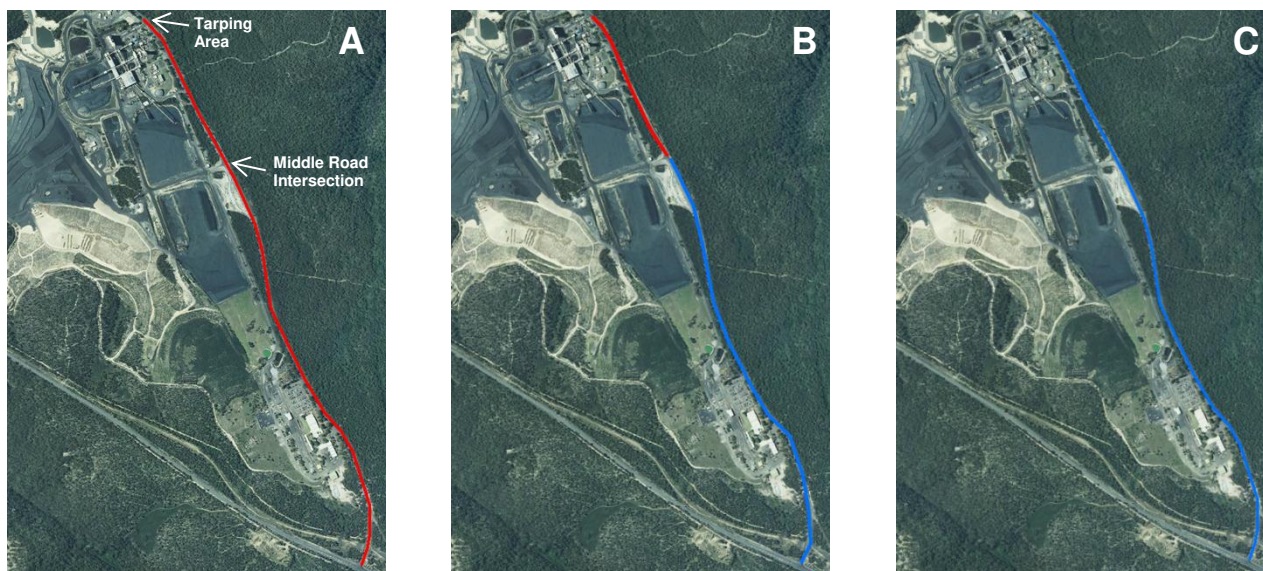 Tarping
Area
A
Middle Road
Intersection
B
C